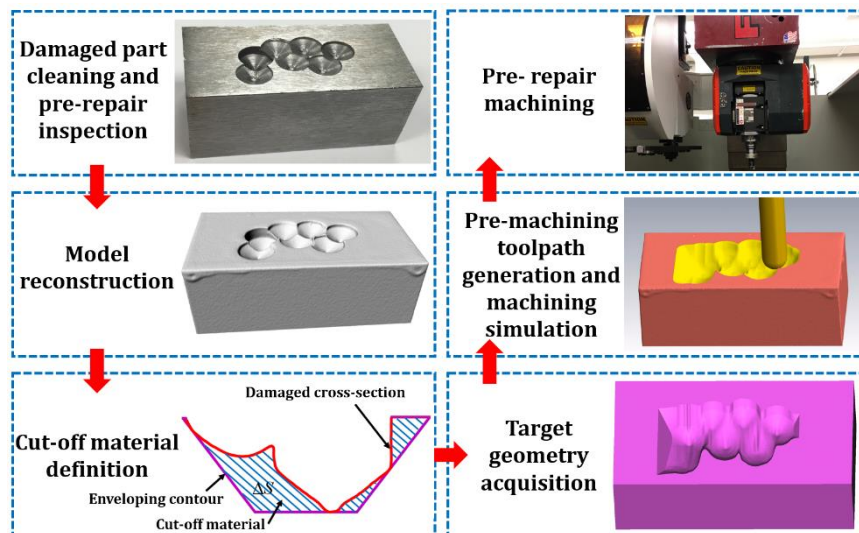 Damaged part
cleaning and
pre-repair
inspection
Model
reconstruction
Cut-off material
definition
Damaged cross-section
Enveloping contour
ΔS
Cut-off material
Target
geometry
acquisition
Pre-machining
toolpath
generation and
machining
simulation
Pre- repair
machining